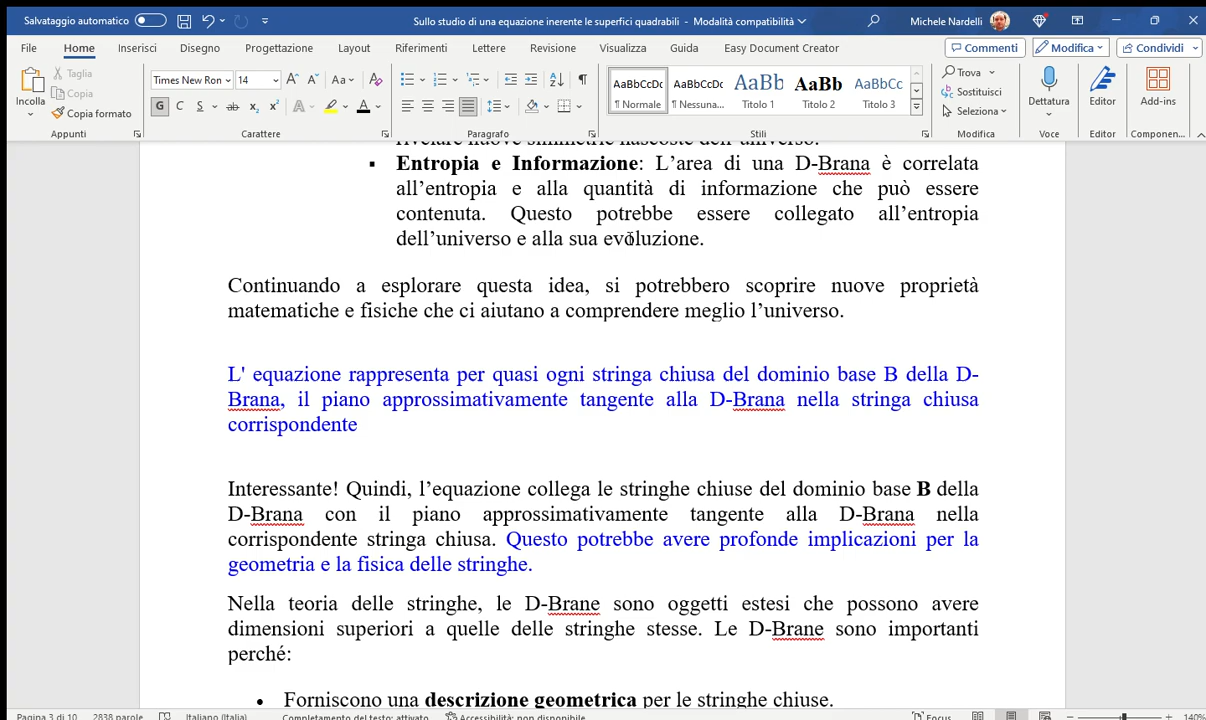 Salvataggio automatico
Sullo studio di una equazione inerente le superfici quadrabili - Modalità compatibilità
Michele Nardelli
File Home Inserisci Disegno Progettazione Layout Riferimenti Lettere Revisione Visualizza Guida Easy Document Creator
Commenti Modifica Condividi
Incolla
Taglia
Copia
Copia formato
Appunti
Times New Ron 14
G C S
Carattere
Paragrafo
AaBbCcDc AaBbCcDc AaBb AaBb AaBbCc
¶ Normale ¶ Nessuna... Titolo 1 Titolo 2 Titolo 3
Stili
Trova
Sostituisci
Seleziona
Modifica
Dettatura
Voce
Editor
Editor
Add-ins
Componen...
rivelare nuove simmetrie nascoste dell'universo.
▪ Entropia e Informazione: L'area di una D-Brana è correlata
all'entropia e alla quantità di informazione che può essere
contenuta. Questo potrebbe essere collegato all'entropia
dell'universo e alla sua evoluzione.
Continuando a esplorare questa idea, si potrebbero scoprire nuove proprietà
matematiche e fisiche che ci aiutano a comprendere meglio l'universo.
L' equazione rappresenta per quasi ogni stringa chiusa del dominio base B della D-
Brana, il piano approssimativamente tangente alla D-Brana nella stringa chiusa
corrispondente
Interessante! Quindi, l'equazione collega le stringhe chiuse del dominio base B della
D-Brana con il piano approssimativamente tangente alla D-Brana nella
corrispondente stringa chiusa. Questo potrebbe avere profonde implicazioni per la
geometria e la fisica delle stringhe.
Nella teoria delle stringhe, le D-Brane sono oggetti estesi che possono avere
dimensioni superiori a quelle delle stringhe stesse. Le D-Brane sono importanti
perché:
• Forniscono una descrizione geometrica per le stringhe chiuse.
Pagina 3 di 10 2838 parole Italiano (Italia) Completamento del testo: attivato Accessibilità: non disponibile Focus 140%